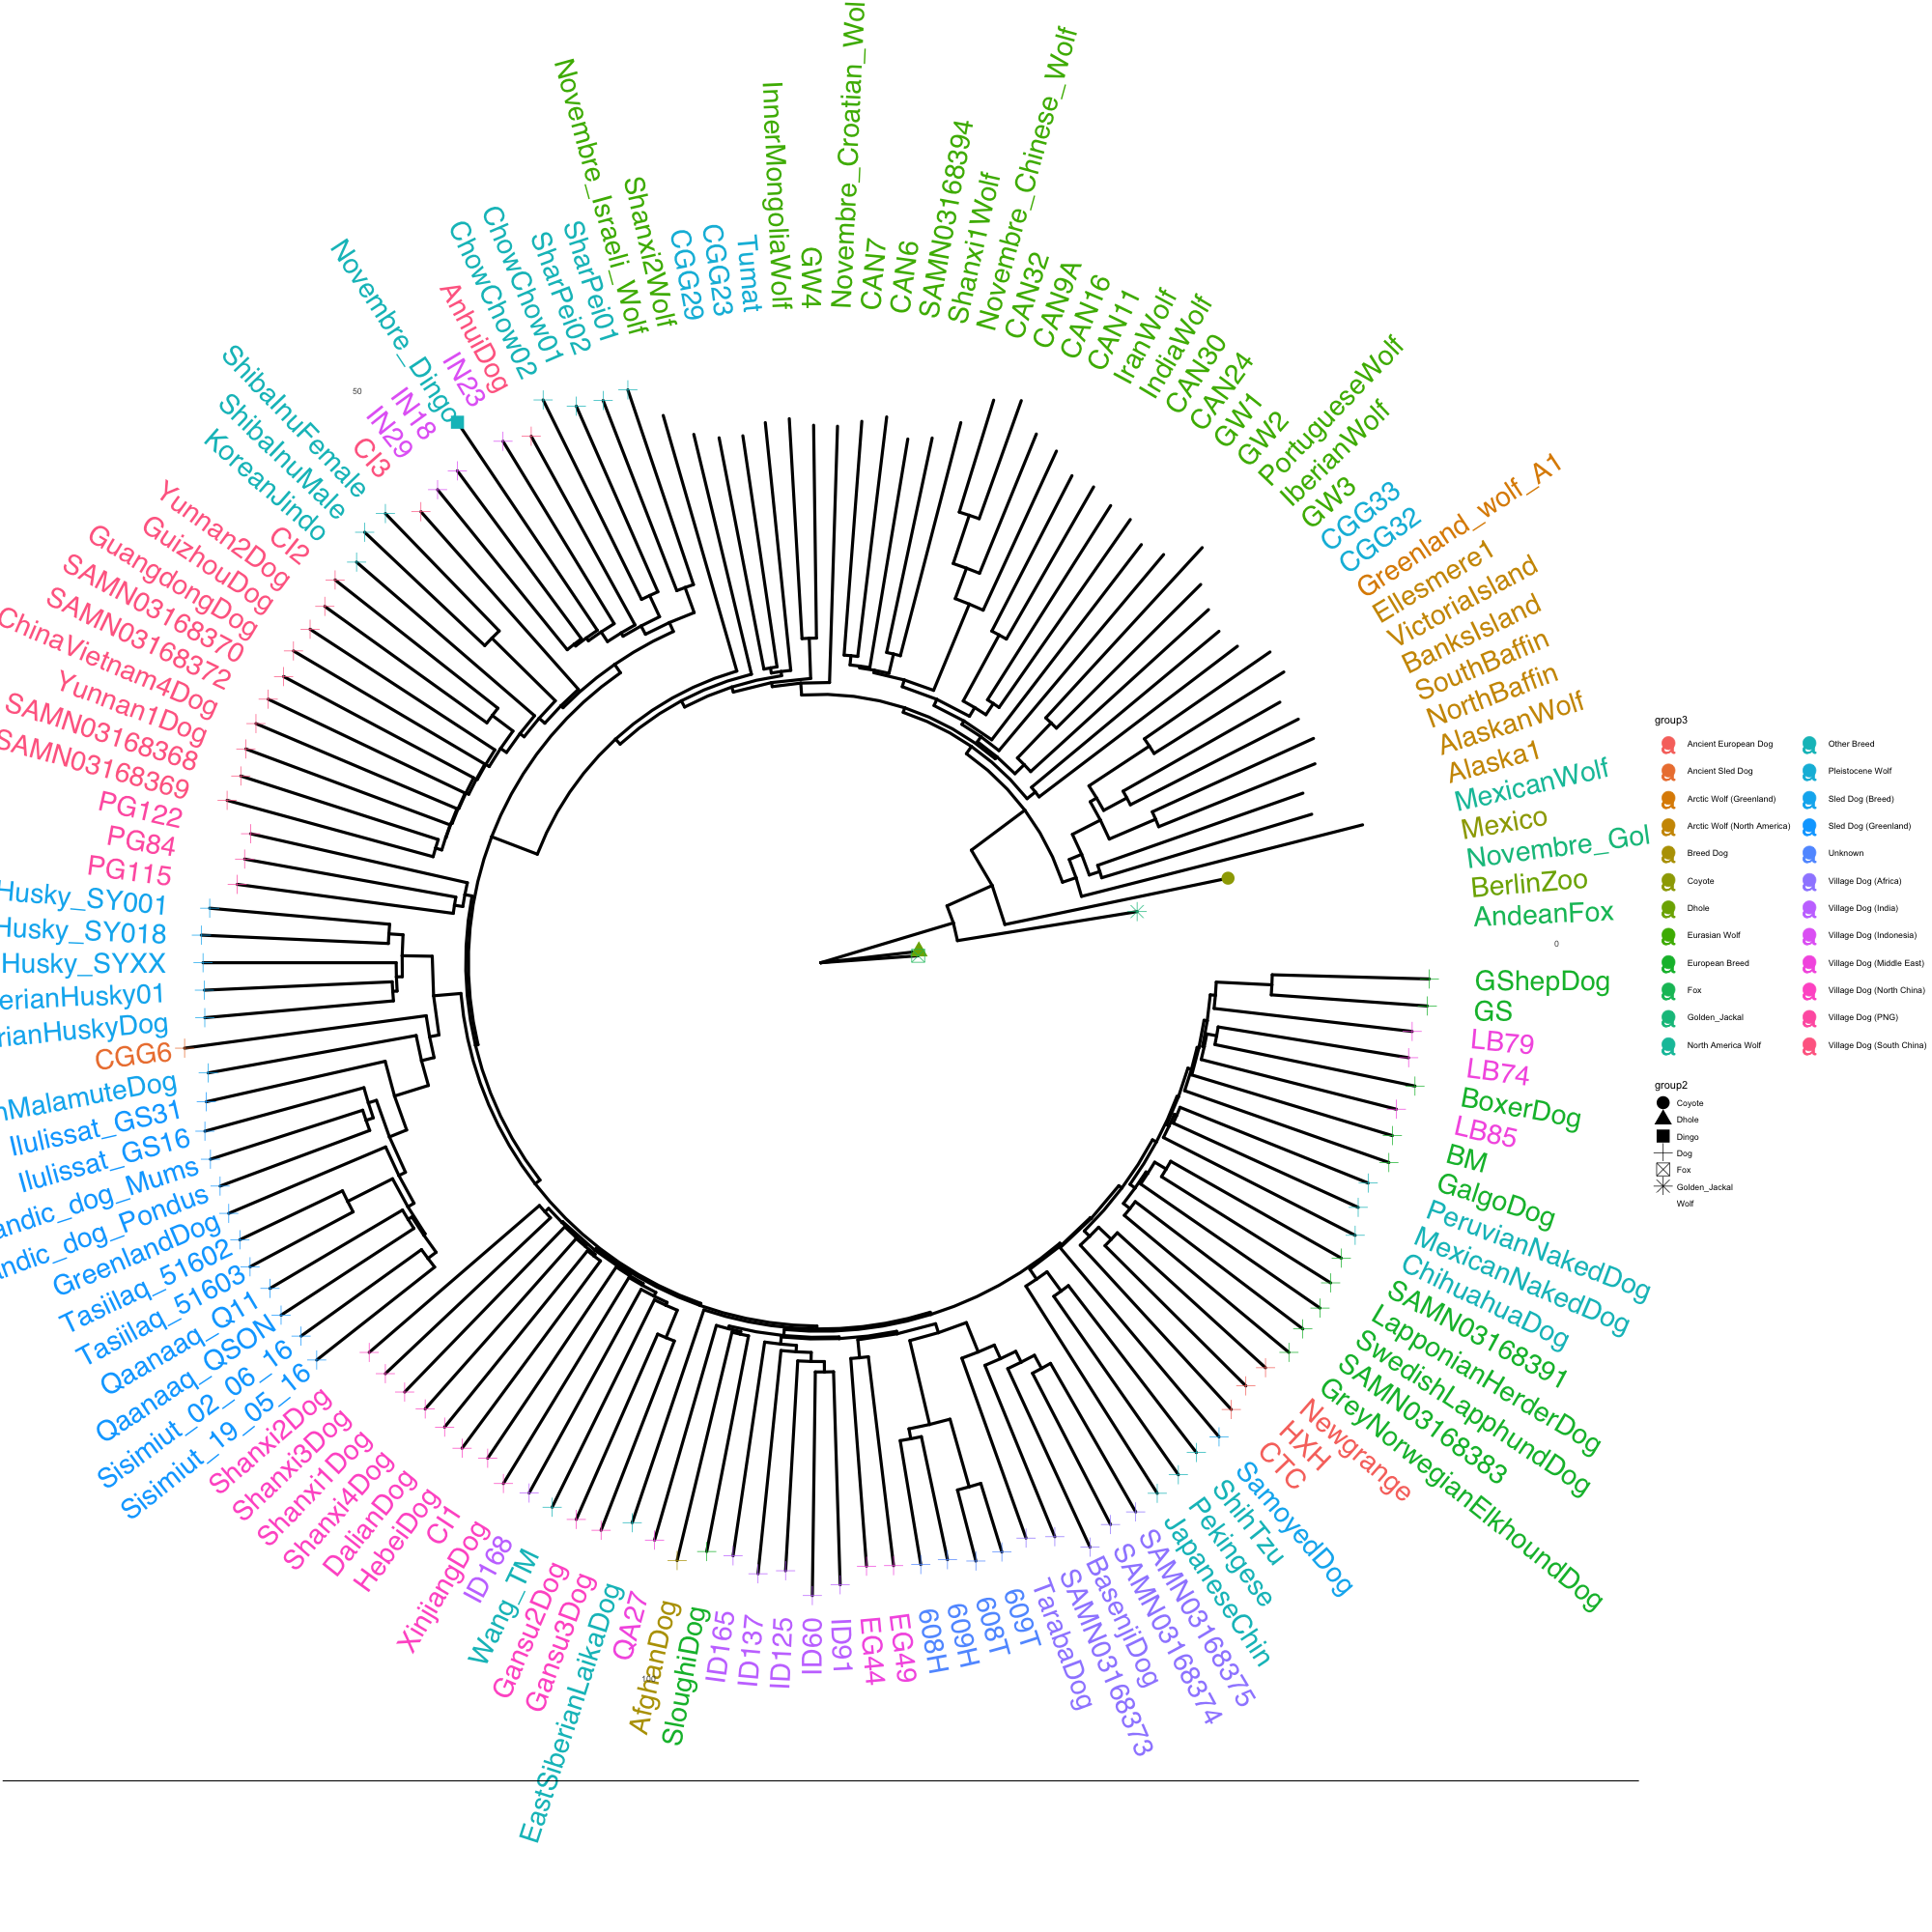 Novembre_Israeli_Wolf
Shanxi2Wolf
CGG29
CGG23
Tumat
InnerMongoliaWolf
GW4
Novembre_Croatian_Wol
CAN7
CAN6
SAMN03168394
Shanxi1Wolf
Novembre_Chinese_Wolf
CAN32
CAN9A
CAN16
CAN11
IranWolf
IndiaWolf
CAN30
CAN24
GW1
GW2
PortugueseWolf
IberianWolf
GW3
CGG33
CGG32
Greenland_wolf_A1
Ellesmere1
VictoriaIsland
BanksIsland
SouthBaffin
NorthBaffin
AlaskanWolf
Alaska1
MexicanWolf
Mexico
Novembre_Gol
BerlinZoo
AndeanFox
0
GShepDog
GS
LB79
LB74
BoxerDog
LB85
BM
GalgoDog
PeruvianNakedDog
MexicanNakedDog
ChihuahuaDog
SAMN03168391
LapponianHerderDog
SwedishLapphundDog
SAMN03168383
GreyNorwegianElkhoundDog
Newgrange
HXH
CTC
SamoyedDog
ShihTzu
Pekingese
JapaneseChin
SAMN03168375
SAMN03168374
BasenjiDog
SAMN03168373
TarabaDog
609T
608T
609H
608H
EG49
EG44
ID91
ID60
ID125
ID137
ID165
SloughiDog
AfghanDog
QA27
EastSiberianLaikaDog
Gansu3Dog
Gansu2Dog
Wang_TM
ID168
XinjiangDog
CI1
HebeiDog
DalianDog
Shanxi4Dog
Shanxi1Dog
Shanxi3Dog
Shanxi2Dog
Sisimiut_19_05_16
Sisimiut_02_06_16
Qaanaaq_QSON
Qaanaaq_Q11
Tasiilaq_51603
Tasiilaq_51602
GreenlandDog
andic_dog_Pondus
andic_dog_Mums
Ilulissat_GS16
Ilulissat_GS31
nMalamuteDog
CGG6
rianHuskyDog
erianHusky01
Husky_SYXX
Husky_SY018
Husky_SY001
PG115
PG84
PG122
SAMN03168369
SAMN03168368
Yunnan1Dog
ChinaVietnam4Dog
SAMN03168372
SAMN03168370
GuangdongDog
GuizhouDog
Yunnan2Dog
CI2
KoreanJindo
ShibaInuMale
ShibaInuFemale
CI3
IN29
IN18
Novembre_Dingo
IN23
AnhuiDog
ChowChow02
ChowChow01
SharPei02
SharPei01
50
group3
Ancient European Dog
Ancient Sled Dog
Arctic Wolf (Greenland)
Arctic Wolf (North America)
Breed Dog
Coyote
Dhole
Eurasian Wolf
European Breed
Fox
Golden_Jackal
North America Wolf
Other Breed
Pleistocene Wolf
Sled Dog (Breed)
Sled Dog (Greenland)
Unknown
Village Dog (Africa)
Village Dog (India)
Village Dog (Indonesia)
Village Dog (Middle East)
Village Dog (North China)
Village Dog (PNG)
Village Dog (South China)
group2
Coyote
Dhole
Dingo
Dog
Fox
Golden_Jackal
Wolf